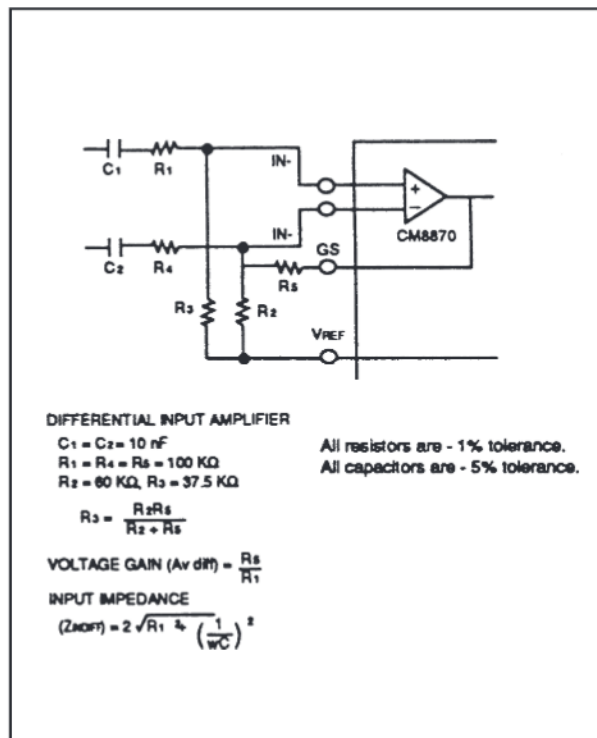 C1
R1
IN-
+
−
CM8870
IN-
GS
C2
R4
R5
R3
R2
VREF
DIFFERENTIAL INPUT AMPLIFIER
C1 = C2 = 10 nF
R1 = R4 = R5 = 100 KΩ
R2 = 60 KΩ, R3 = 37.5 KΩ
All resistors are - 1% tolerance.
All capacitors are - 5% tolerance.
R3 = R2R5 / R2 + R5
VOLTAGE GAIN (Av diff) = R5 / R1
INPUT IMPEDANCE
(ZINDIFF) = 2 √R1 2+ (1 / wC) 2